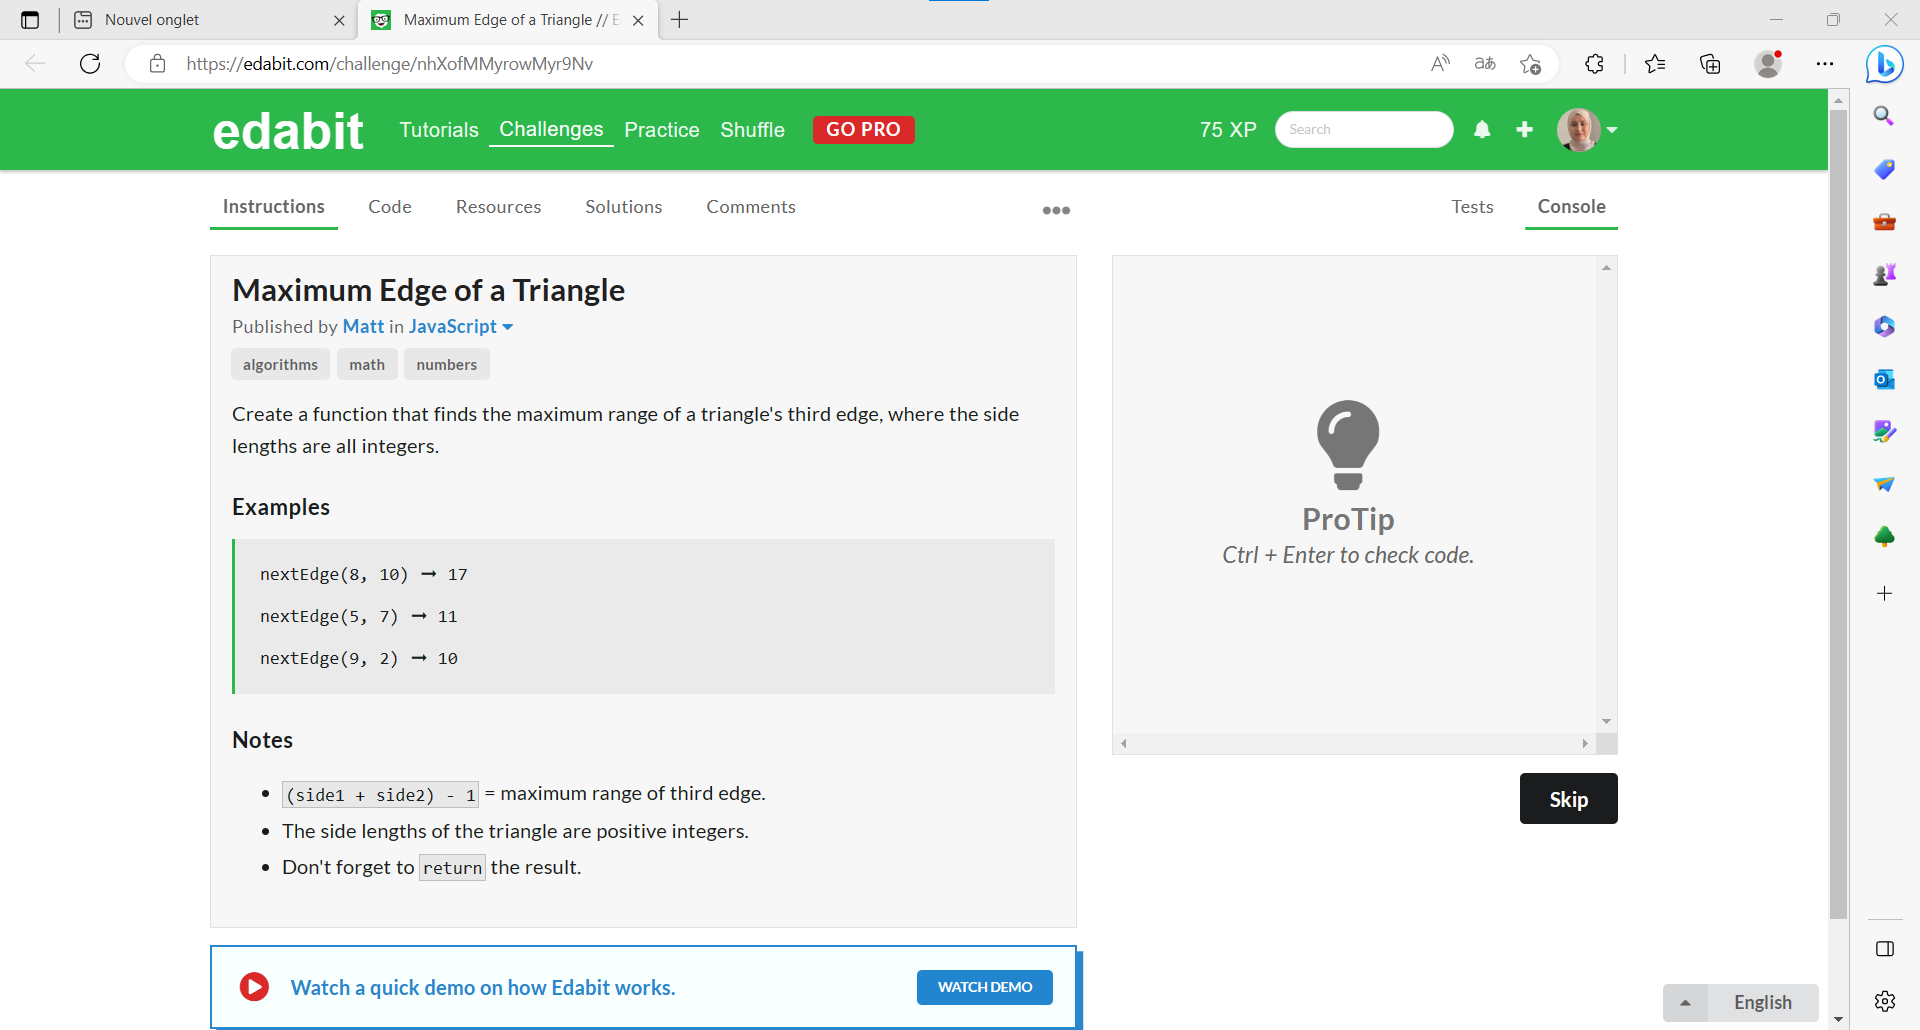 Nouvel onglet
Maximum Edge of a Triangle // E
https://edabit.com/challenge/nhXofMMyrowMyr9Nv
edabit
Tutorials Challenges Practice Shuffle GO PRO 75 XP Search
Instructions Code Resources Solutions Comments Tests Console
Maximum Edge of a Triangle
Published by Matt in JavaScript
algorithms math numbers
Create a function that finds the maximum range of a triangle's third edge, where the side
lengths are all integers.
Examples
nextEdge(8, 10) ➞ 17
nextEdge(5, 7) ➞ 11
nextEdge(9, 2) ➞ 10
Notes
• (side1 + side2) - 1 = maximum range of third edge.
• The side lengths of the triangle are positive integers.
• Don't forget to return the result.
ProTip
Ctrl + Enter to check code.
Skip
Watch a quick demo on how Edabit works. WATCH DEMO
English